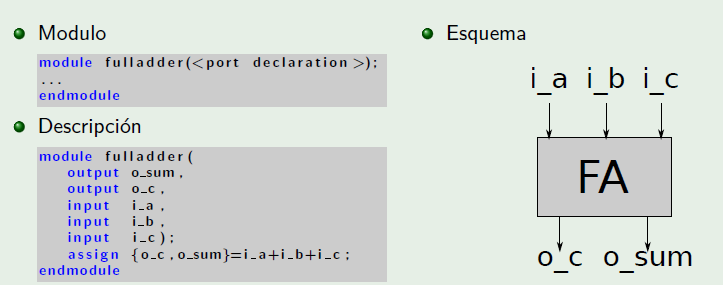 Modulo
module fulladder(<port declaration>);
...
endmodule
Descripción
module fulladder(
output o_sum,
output o_c,
input i_a,
input i_b,
input i_c);
assign {o_c,o_sum}=i_a+i_b+i_c;
endmodule
Esquema
i_a i_b i_c
FA
o_c o_sum